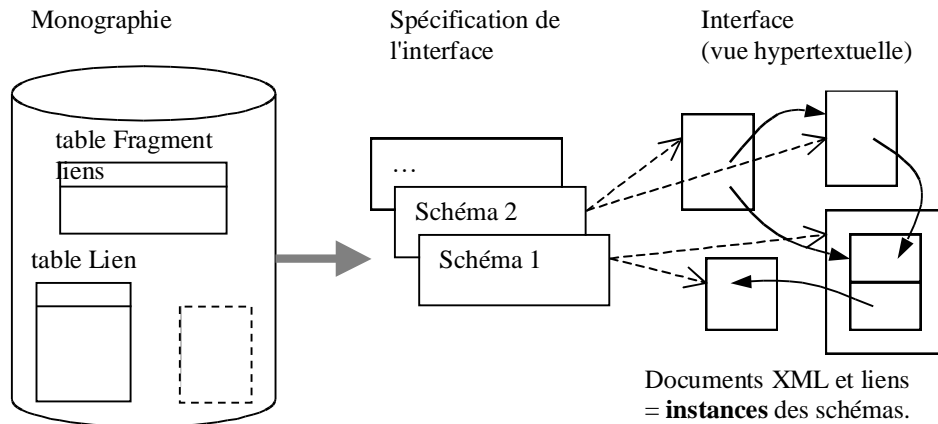 Monographie
Spécification de
l'interface
Interface
(vue hypertextuelle)
table Fragment
liens
table Lien
…
Schéma 2
Schéma 1
Documents XML et liens
= instances des schémas.